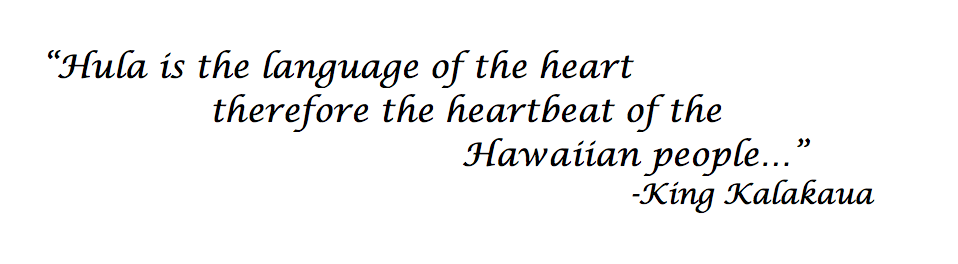 “Hula is the language of the heart
therefore the heartbeat of the
Hawaiian people…”
-King Kalakaua